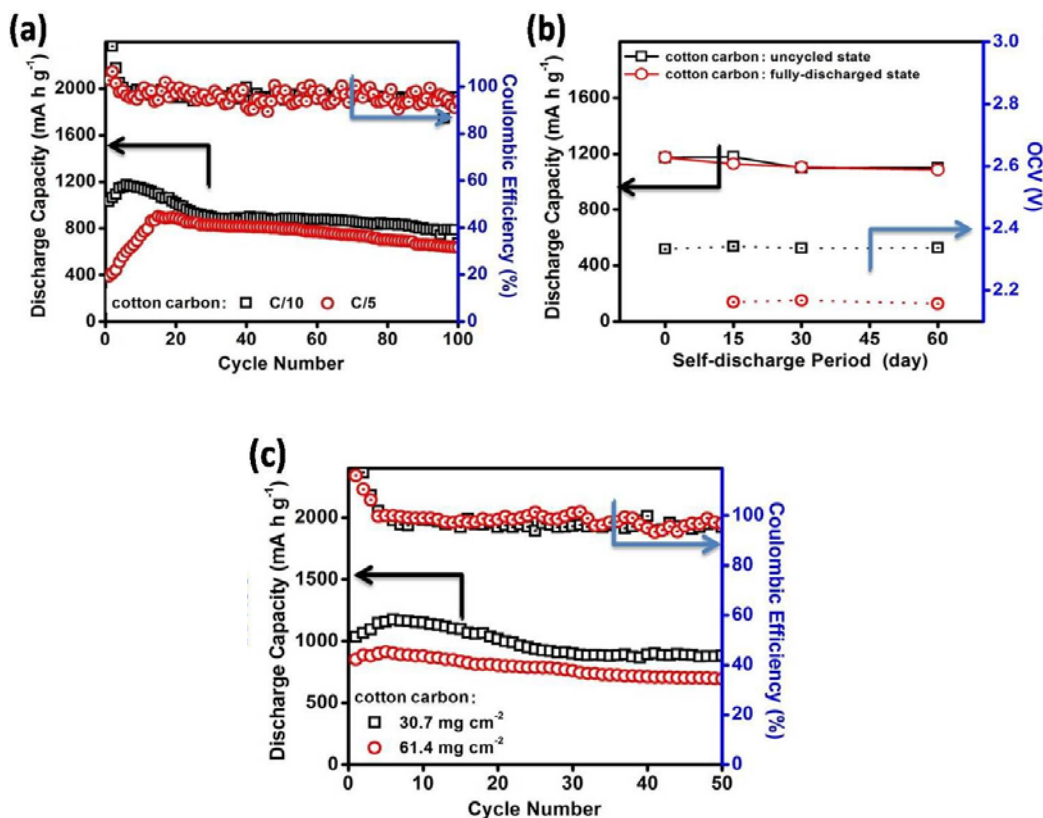 (a)
Discharge Capacity (mA h g⁻¹)
2000
1600
1200
800
400
0
100
80
60
40
20
0
Coulombic Efficiency (%)
cotton carbon: C/10 C/5
0 20 40 60 80 100
Cycle Number
(b)
Discharge Capacity (mA h g⁻¹)
1600
1200
800
400
0
cotton carbon: uncycled state
cotton carbon: fully-discharged state
3.0
2.8
2.6
2.4
2.2
2.1
OCV (V)
0 15 30 45 60
Self-discharge Period (day)
(c)
Discharge Capacity (mA h g⁻¹)
2000
1500
1000
500
0
100
80
60
40
20
0
Coulombic Efficiency (%)
cotton carbon:
30.7 mg cm⁻²
61.4 mg cm⁻²
0 10 20 30 40 50
Cycle Number